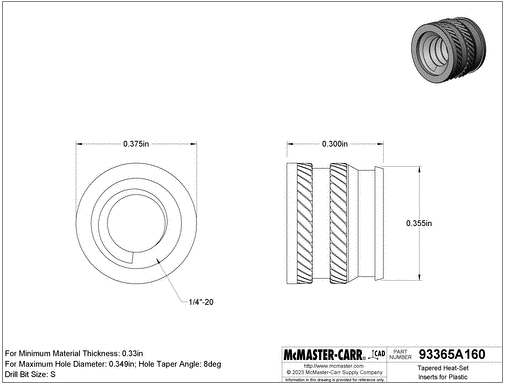 0.375in
0.300in
0.355in
1/4"-20
For Minimum Material Thickness: 0.33in
For Maximum Hole Diameter: 0.349in; Hole Taper Angle: 8deg
Drill Bit Size: S
McMASTER-CARR® CAD
http://www.mcmaster.com
© 2023 McMaster-Carr Supply Company
Information in this drawing is provided for reference only.
PART
NUMBER
93365A160
Tapered Heat-Set
Inserts for Plastic